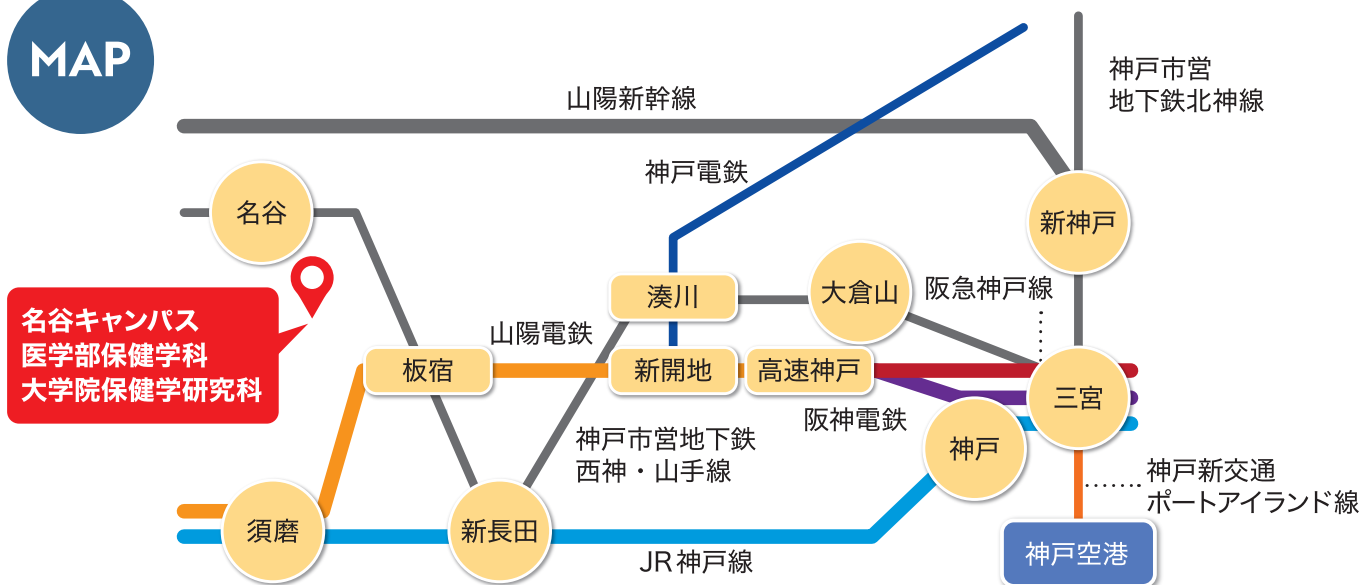 MAP
神戸市営
地下鉄北神線
山陽新幹線
神戸電鉄
名谷
新神戸
湊川
大倉山
阪急神戸線
名谷キャンパス
医学部保健学科
大学院保健学研究科
山陽電鉄
板宿
新開地
高速神戸
三宮
阪神電鉄
神戸市営地下鉄
西神・山手線
神戸
神戸新交通
ポートアイランド線
須磨
新長田
JR神戸線
神戸空港